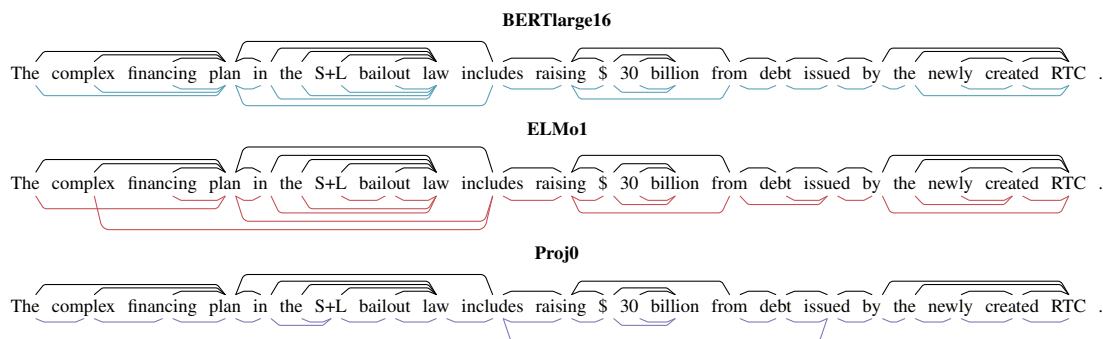 BERTlarge16
The complex financing plan in the S+L bailout law includes raising $ 30 billion from debt issued by the newly created RTC .
ELMo1
The complex financing plan in the S+L bailout law includes raising $ 30 billion from debt issued by the newly created RTC .
Proj0
The complex financing plan in the S+L bailout law includes raising $ 30 billion from debt issued by the newly created RTC .